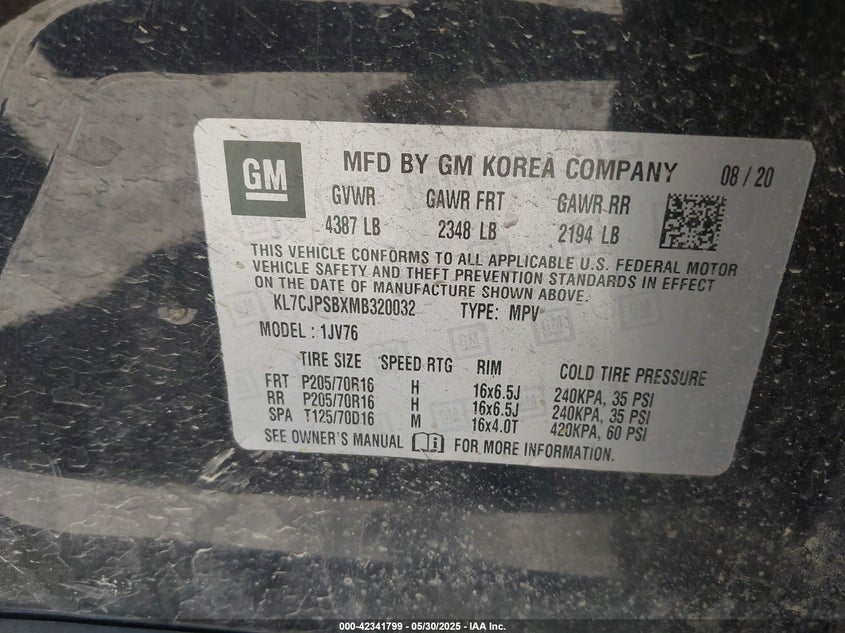 GM MFD BY GM KOREA COMPANY 08 / 20
GVWR GAWR FRT GAWR RR
4387 LB 2348 LB 2194 LB
THIS VEHICLE CONFORMS TO ALL APPLICABLE U.S. FEDERAL MOTOR
VEHICLE SAFETY AND THEFT PREVENTION STANDARDS IN EFFECT
ON THE DATE OF MANUFACTURE SHOWN ABOVE.
KL7CJPSBXMB320032 TYPE: MPV
MODEL : 1JV76
TIRE SIZE SPEED RTG RIM COLD TIRE PRESSURE
FRT P205/70R16 H 16x6.5J 240KPA, 35 PSI
RR P205/70R16 H 16x6.5J 240KPA, 35 PSI
SPA T125/70D16 M 16x4.0T 420KPA, 60 PSI
SEE OWNER'S MANUAL FOR MORE INFORMATION.
000-42341799 - 05/30/2025 - IAA Inc.